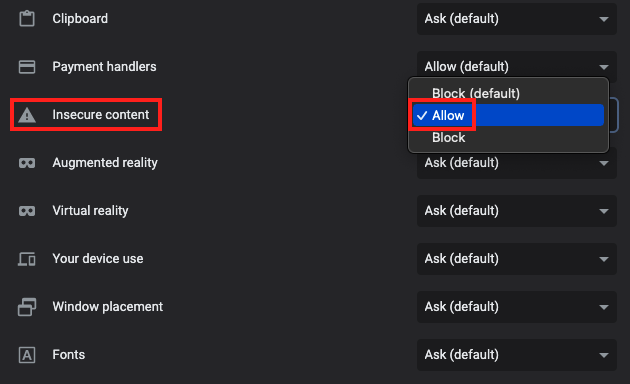 Clipboard Ask (default)
Payment handlers Allow (default)
Block (default)
Insecure content Allow
Block
Augmented reality Ask (default)
Virtual reality Ask (default)
Your device use Ask (default)
Window placement Ask (default)
Fonts Ask (default)